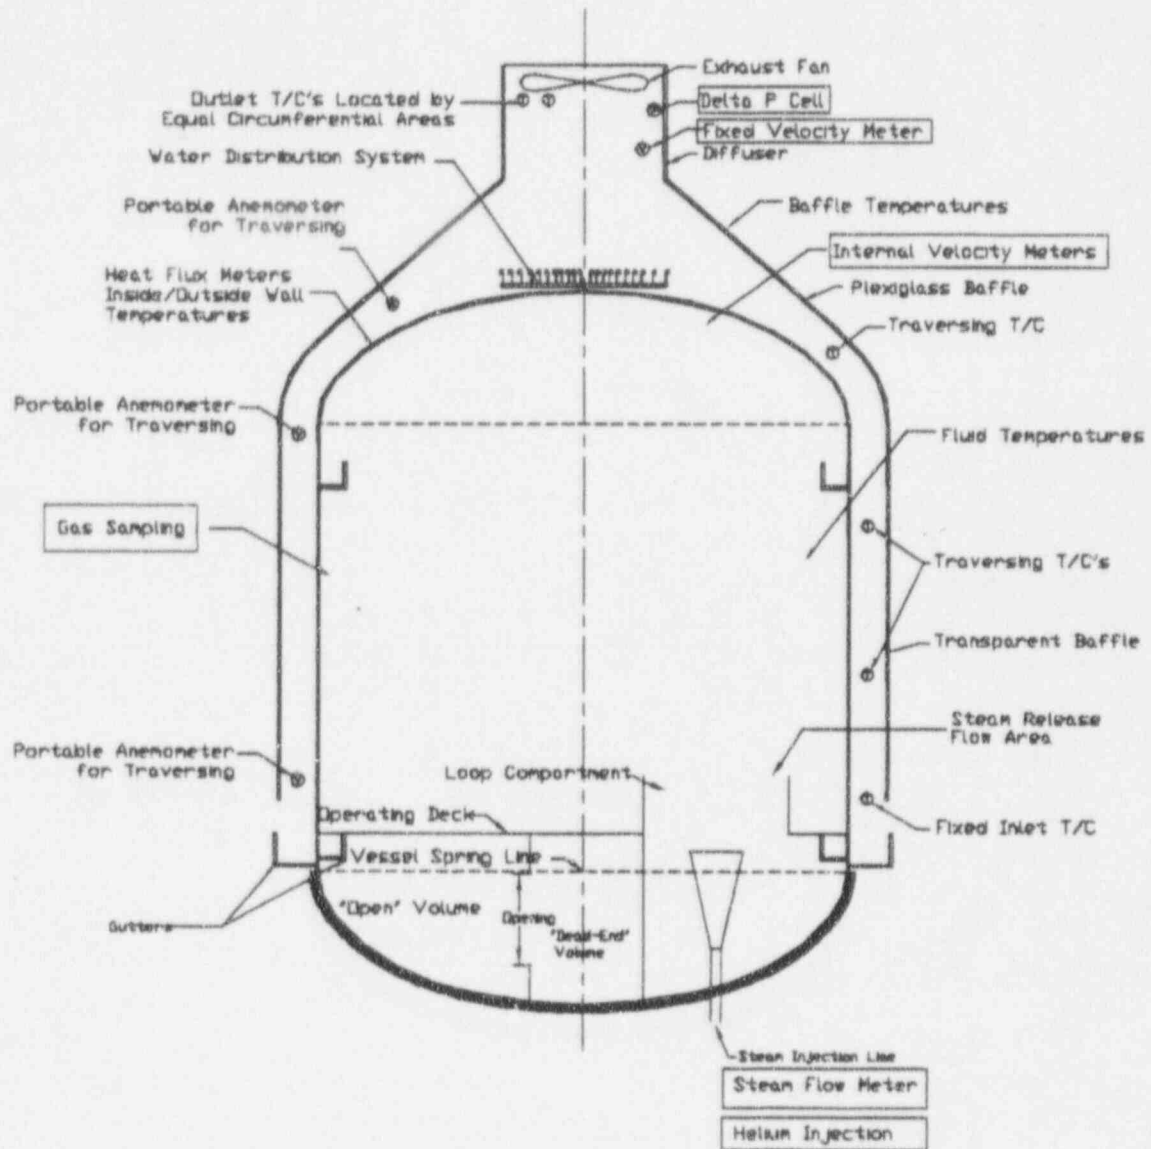 Exhaust Fan
Outlet T/C's Located by
Equal Circumferential Areas
Delta P Cell
Fixed Velocity Meter
Diffuser
Water Distribution System
Portable Anemometer
for Traversing
Baffle Temperatures
Internal Velocity Meters
Heat Flux Meters
Inside/Outside Wall
Temperatures
Plexiglass Baffle
Traversing T/C
Portable Anemometer
for Traversing
Fluid Temperatures
Gas Sampling
Traversing T/C's
Transparent Baffle
Steam Release
Flow Area
Portable Anemometer
for Traversing
Loop Compartment
Operating Deck
Fixed Inlet T/C
Vessel Spring Line
"Open" Volume
Opening
"Dead-End"
Volume
Gutters
Steam Injection Line
Steam Flow Meter
Helium Injection